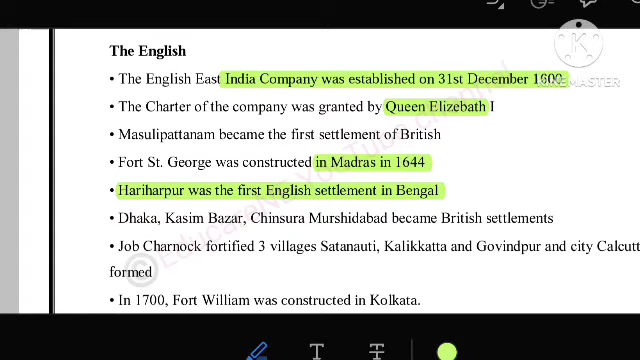 KINEMASTER
The English
• The English East India Company was established on 31st December 1600
• The Charter of the company was granted by Queen Elizebath I
• Masulipattanam became the first settlement of British
• Fort St. George was constructed in Madras in 1644
• Hariharpur was the first English settlement in Bengal
• Dhaka, Kasim Bazar, Chinsura Murshidabad became British settlements
• Job Charnock fortified 3 villages Satanauti, Kalikkatta and Govindpur and city Calcutt
formed
• In 1700, Fort William was constructed in Kolkata.